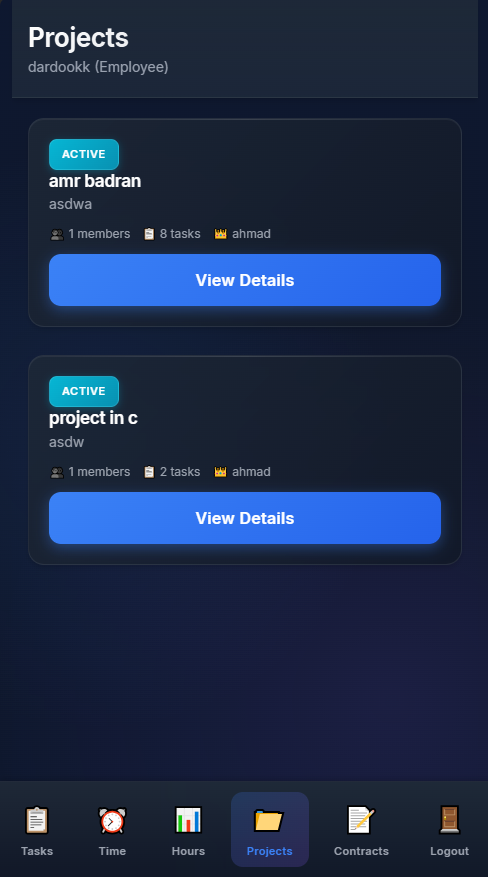 Projects
dardookk (Employee)
ACTIVE
amr badran
asdwa
1 members 8 tasks ahmad
View Details
ACTIVE
project in c
asdw
1 members 2 tasks ahmad
View Details
Tasks Time Hours Projects Contracts Logout